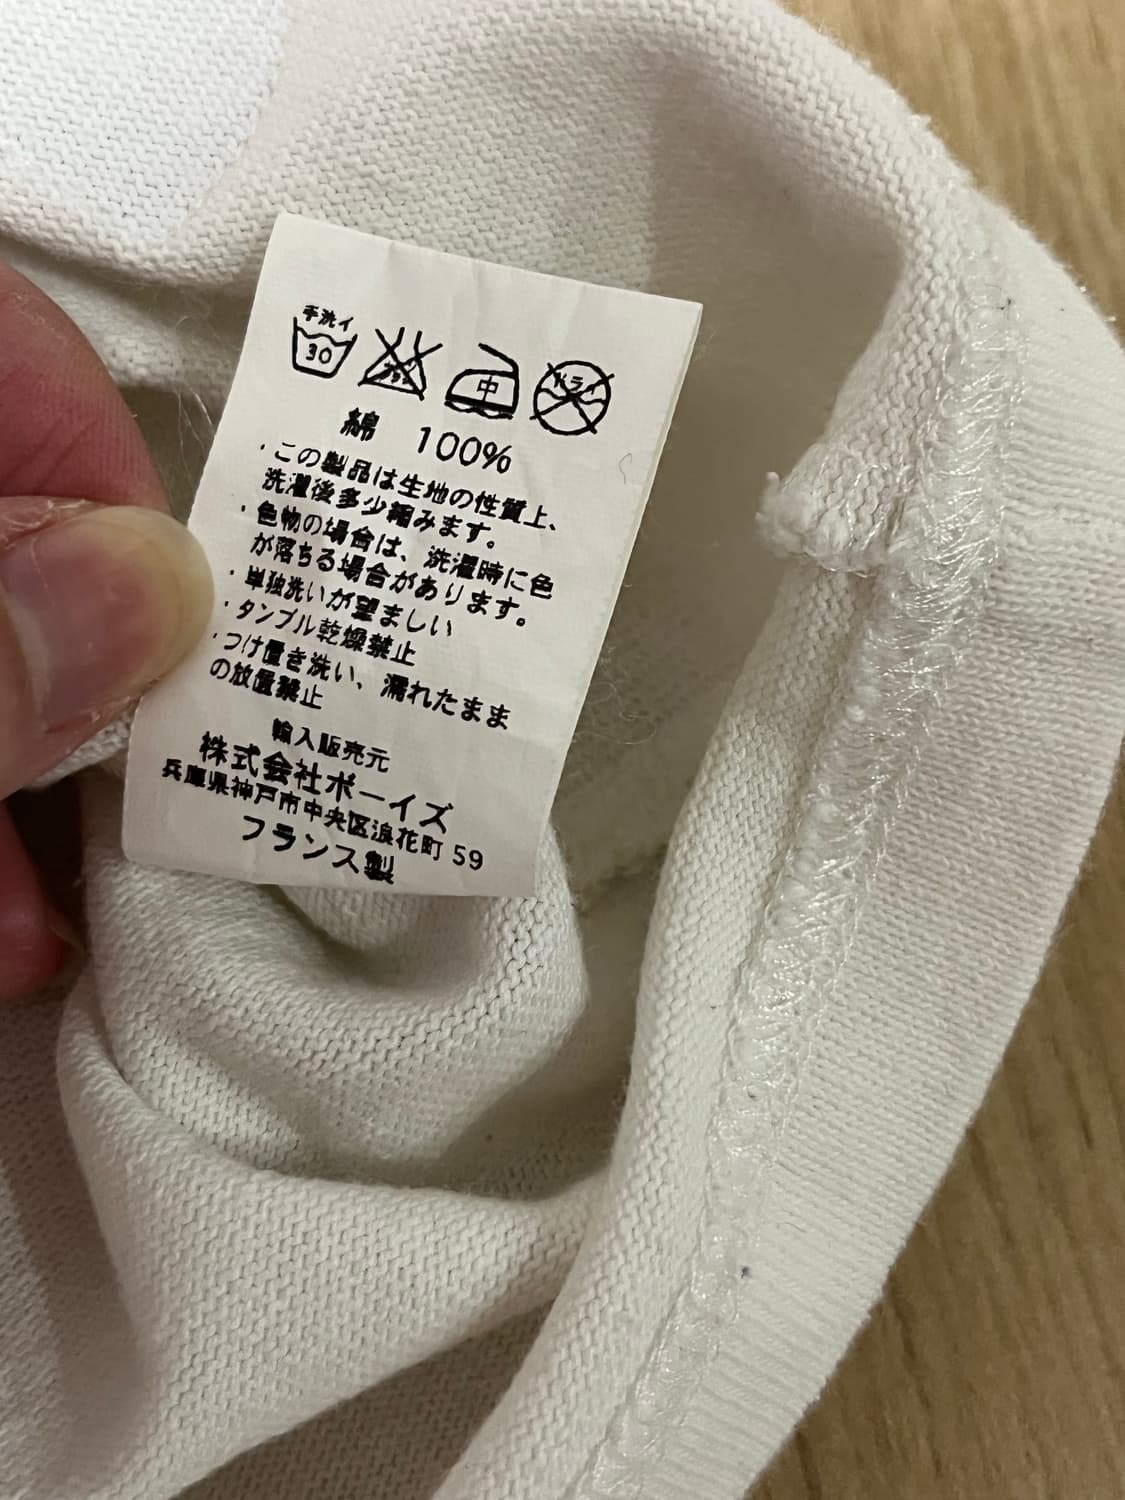 手洗イ
30
中
ドライ
綿 100%
・この製品は生地の性質上、
洗濯後多少縮みます。
・色物の場合は、洗濯時に色
が落ちる場合があります。
・単独洗いが望ましい
・タンブル乾燥禁止
・つけ置き洗い、濡れたまま
の放置禁止
輸入販売元
株式会社ボーイズ
兵庫県神戸市中央区浪花町 59
フランス製